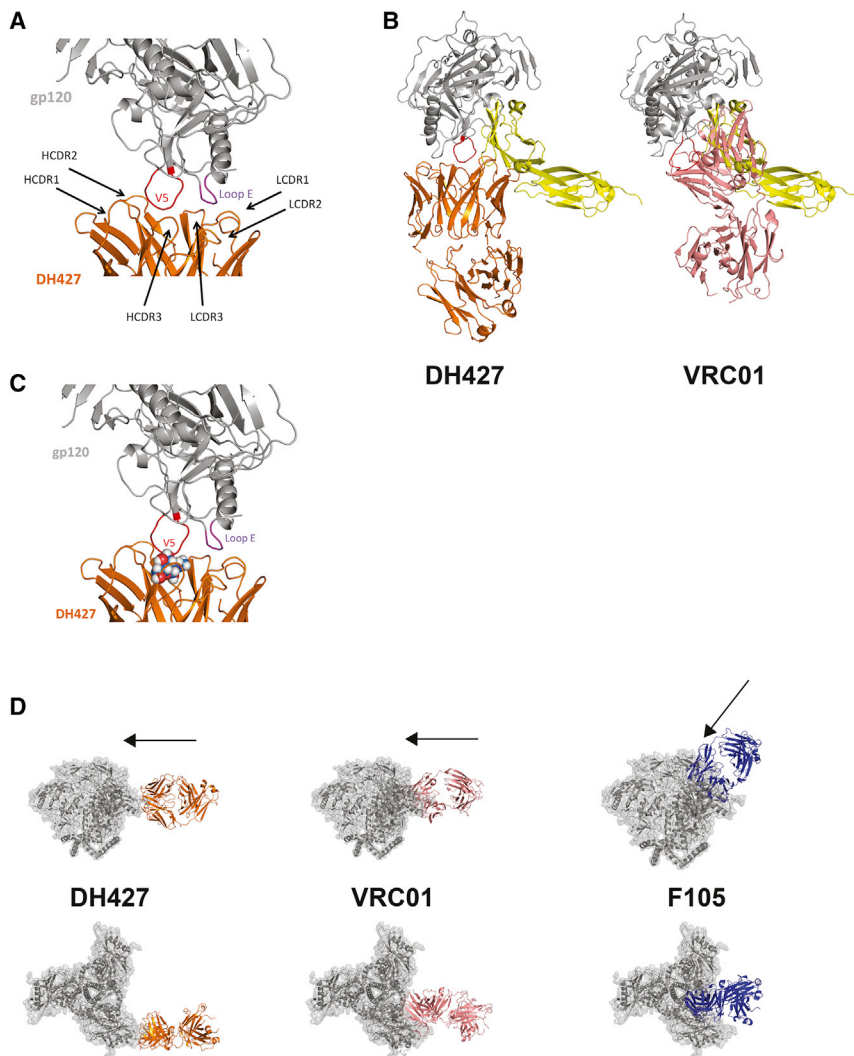 A
gp120
HCDR2
HCDR1
LCDR1
LCDR2
V5
Loop E
DH427
HCDR3
LCDR3
B
DH427
VRC01
C
gp120
V5
Loop E
DH427
D
DH427
VRC01
F105